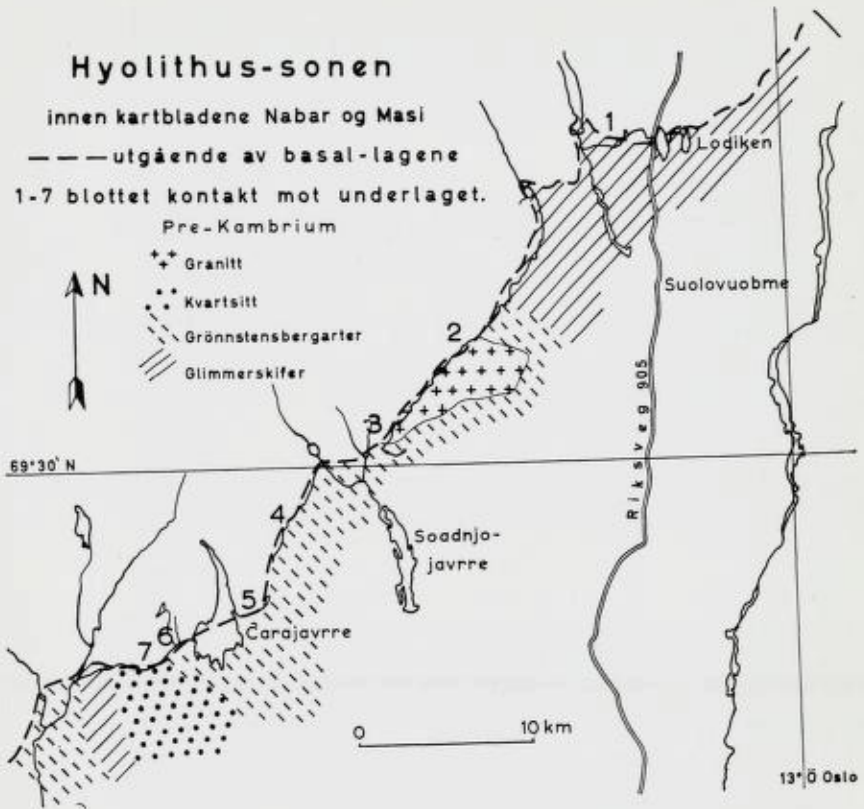 Hyolithus-sonen
innen kartbladene Nabar og Masi
utgående av basal-lagene
1-7 blottet kontakt mot underlaget.
Pre-Kambrium
Granitt
Kvartsitt
Grönnstensbergarter
Glimmerskifer
N
1
Lodiken
Suolovuobme
2
3
Riksveg 905
69°30' N
4
Soadnjo-
javrre
5
6
Čarajavrre
7
0 10 km
13° Ö Oslo